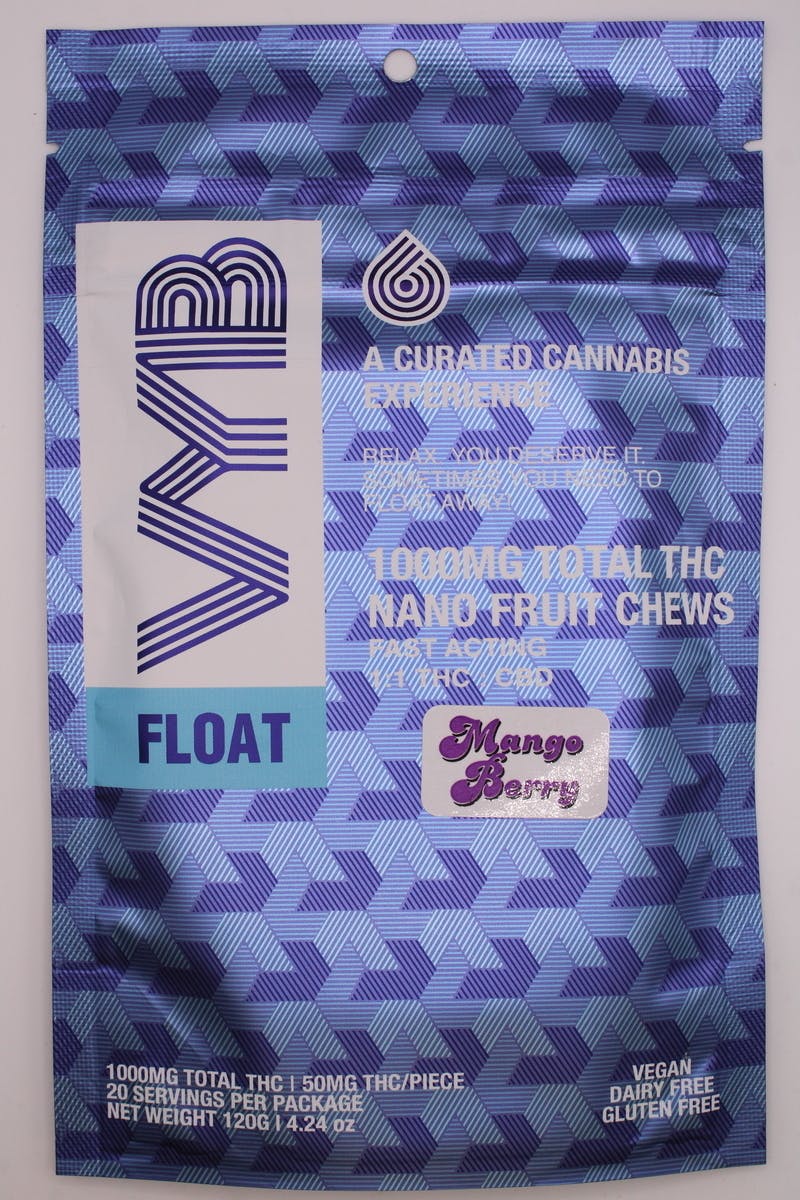 VMB
FLOAT
A CURATED CANNABIS
EXPERIENCE
RELAX, YOU DESERVE IT.
SOMETIMES YOU NEED TO
FLOAT AWAY!
1000MG TOTAL THC
NANO FRUIT CHEWS
FAST ACTING
1:1 THC : CBD
Mango
Berry
1000MG TOTAL THC | 50MG THC/PIECE
20 SERVINGS PER PACKAGE
NET WEIGHT 120G | 4.24 oz
VEGAN
DAIRY FREE
GLUTEN FREE